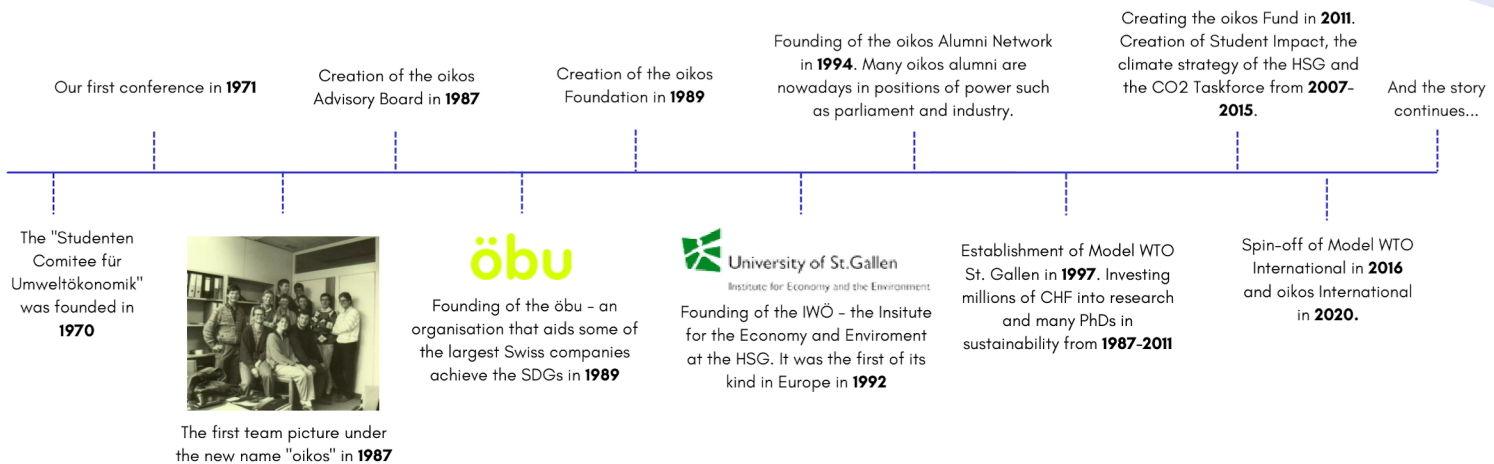 Our first conference in 1971
Creation of the oikos
Advisory Board in 1987
Creation of the oikos
Foundation in 1989
Founding of the oikos Alumni Network
in 1994. Many oikos alumni are
nowadays in positions of power such
as parliament and industry.
Creating the oikos Fund in 2011.
Creation of Student Impact, the
climate strategy of the HSG and
the CO2 Taskforce from 2007-
2015.
And the story
continues...
The "Studenten
Comitee für
Umweltökonomik"
was founded in
1970
The first team picture under
the new name "oikos" in 1987
öbu
Founding of the öbu - an
organisation that aids some of
the largest Swiss companies
achieve the SDGs in 1989
University of St.Gallen
Institute for Economy and the Environment
Founding of the IWÖ - the Insitute
for the Economy and Enviroment
at the HSG. It was the first of its
kind in Europe in 1992
Establishment of Model WTO
St. Gallen in 1997. Investing
millions of CHF into research
and many PhDs in
sustainability from 1987-2011
Spin-off of Model WTO
International in 2016
and oikos International
in 2020.